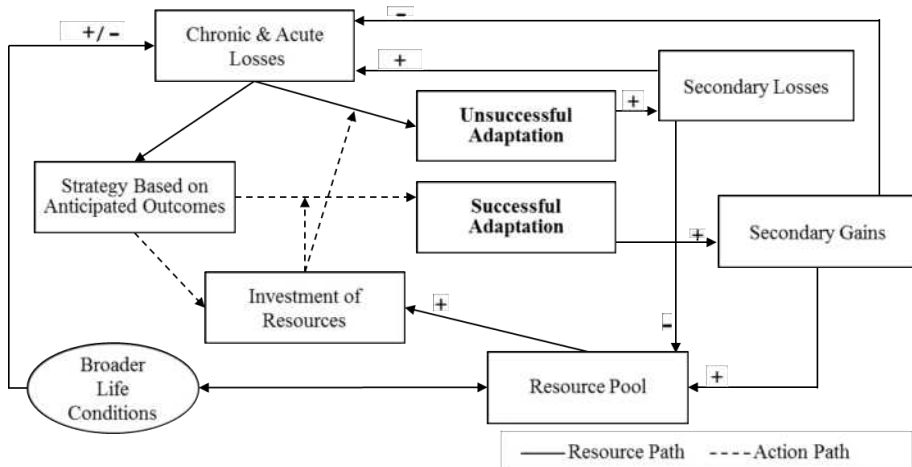 -
+ / -
Chronic & Acute
Losses
+
Secondary Losses
Unsuccessful
Adaptation
+
Strategy Based on
Anticipated Outcomes
Successful
Adaptation
+
Secondary Gains
Investment of
Resources
+
-
Broader
Life
Conditions
Resource Pool
+
Resource Path
Action Path